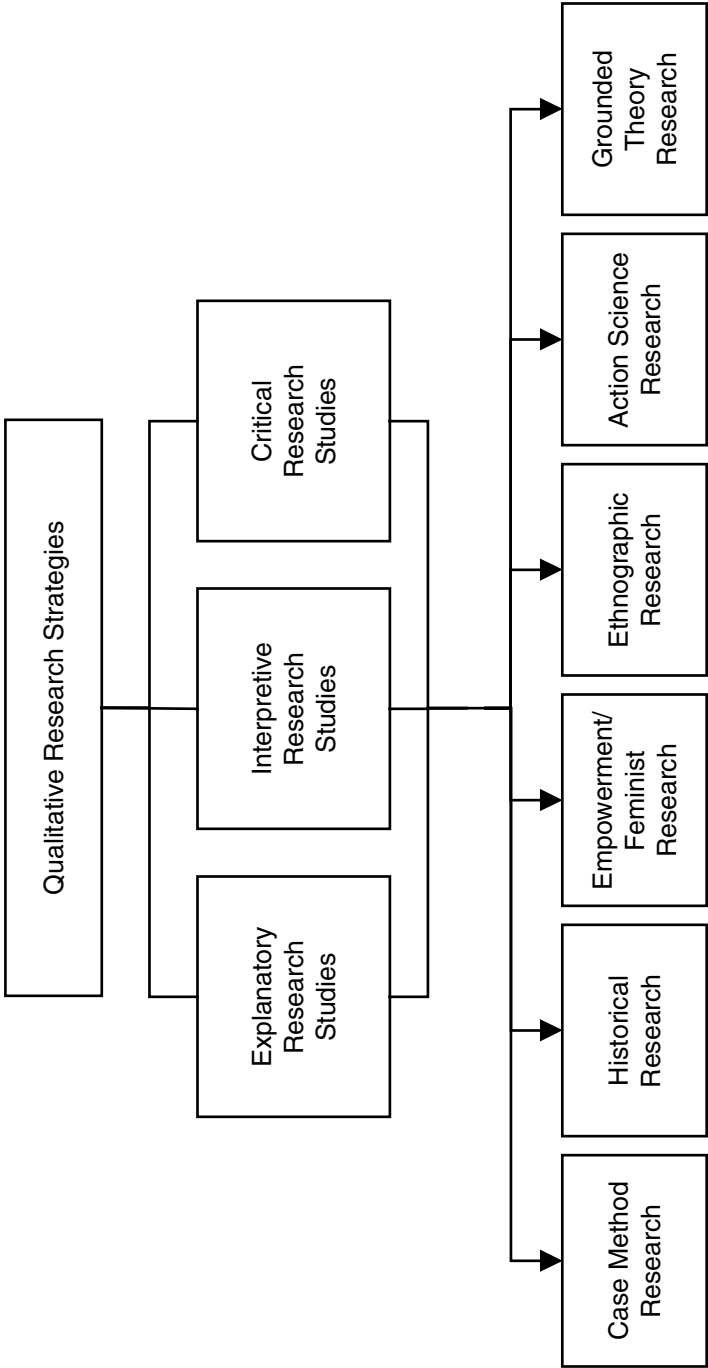 Qualitative Research Strategies
Explanatory
Research
Studies
Interpretive
Research
Studies
Critical
Research
Studies
Case Method
Research
Historical
Research
Empowerment/
Feminist
Research
Ethnographic
Research
Action Science
Research
Grounded
Theory
Research